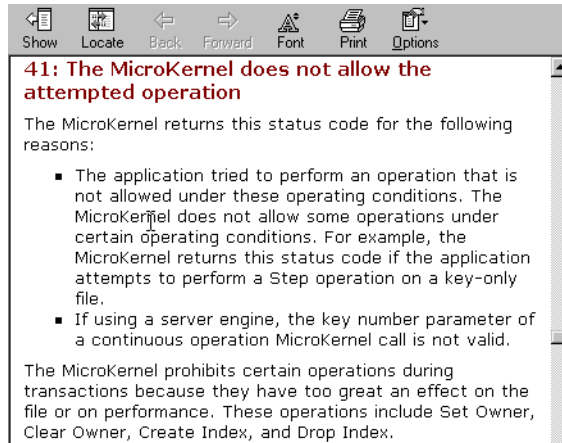 Show Locate Back Forward Font Print Options
41: The MicroKernel does not allow the
attempted operation
The MicroKernel returns this status code for the following
reasons:
The application tried to perform an operation that is
not allowed under these operating conditions. The
MicroKernel does not allow some operations under
certain operating conditions. For example, the
MicroKernel returns this status code if the application
attempts to perform a Step operation on a key-only
file.
If using a server engine, the key number parameter of
a continuous operation MicroKernel call is not valid.
The MicroKernel prohibits certain operations during
transactions because they have too great an effect on the
file or on performance. These operations include Set Owner,
Clear Owner, Create Index, and Drop Index.